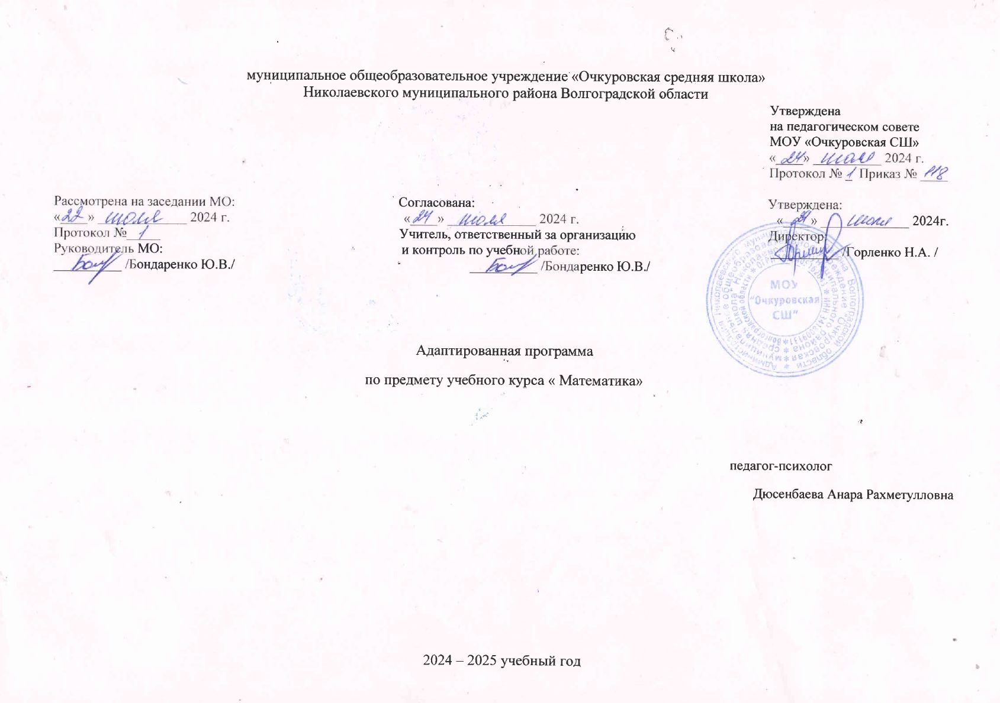 муниципальное общеобразовательное учреждение «Очкуровская средняя школа»
Николаевского муниципального района Волгоградской области
Утверждена
на педагогическом совете
МОУ «Очкуровская СШ»
«24» июля 2024 г.
Протокол № 1 Приказ № 118
Рассмотрена на заседании МО:
«22» июля 2024 г.
Протокол № 1
Руководитель МО:
/Бондаренко Ю.В./
Согласована:
«24» июля 2024 г.
Учитель, ответственный за организацию
и контроль по учебной работе:
/Бондаренко Ю.В./
Утверждена:
«24» июля 2024г.
Директор:
/Горленко Н.А. /
МОУ
"Очкуровская
СШ"
Адаптированная программа
по предмету учебного курса « Математика»
педагог-психолог
Дюсенбаева Анара Рахметулловна
2024 – 2025 учебный год